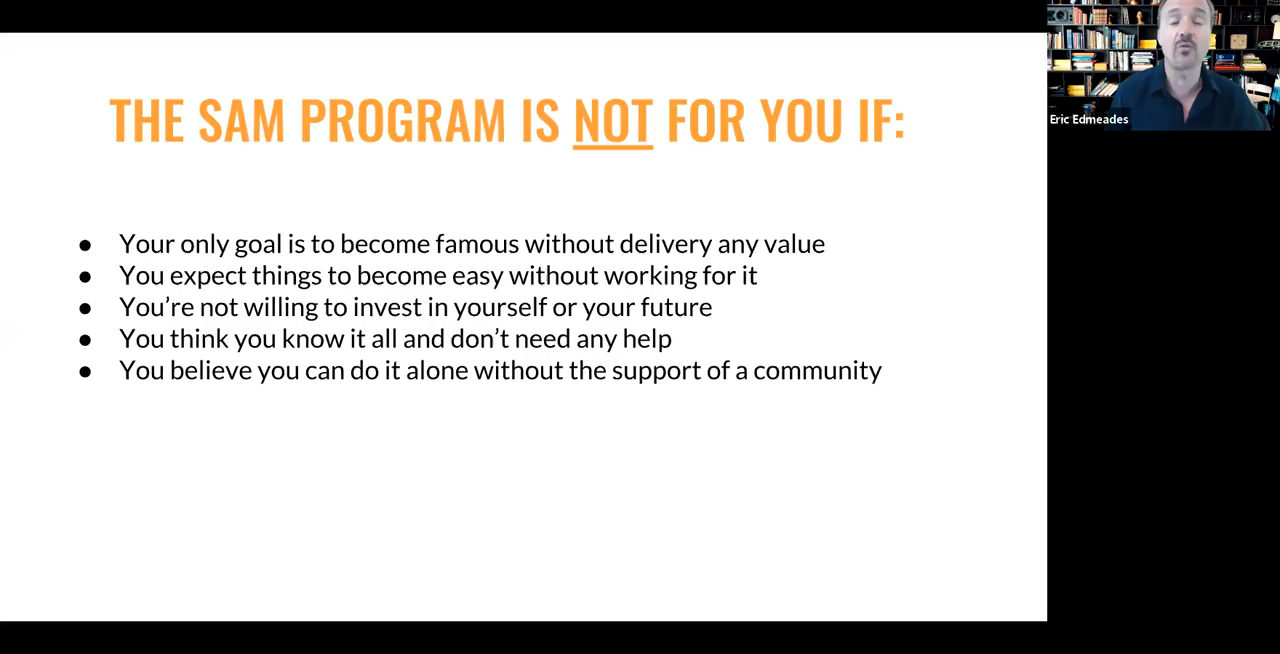 THE SAM PROGRAM IS NOT FOR YOU IF:
● Your only goal is to become famous without delivery any value
● You expect things to become easy without working for it
● You’re not willing to invest in yourself or your future
● You think you know it all and don’t need any help
● You believe you can do it alone without the support of a community
Eric Edmeades